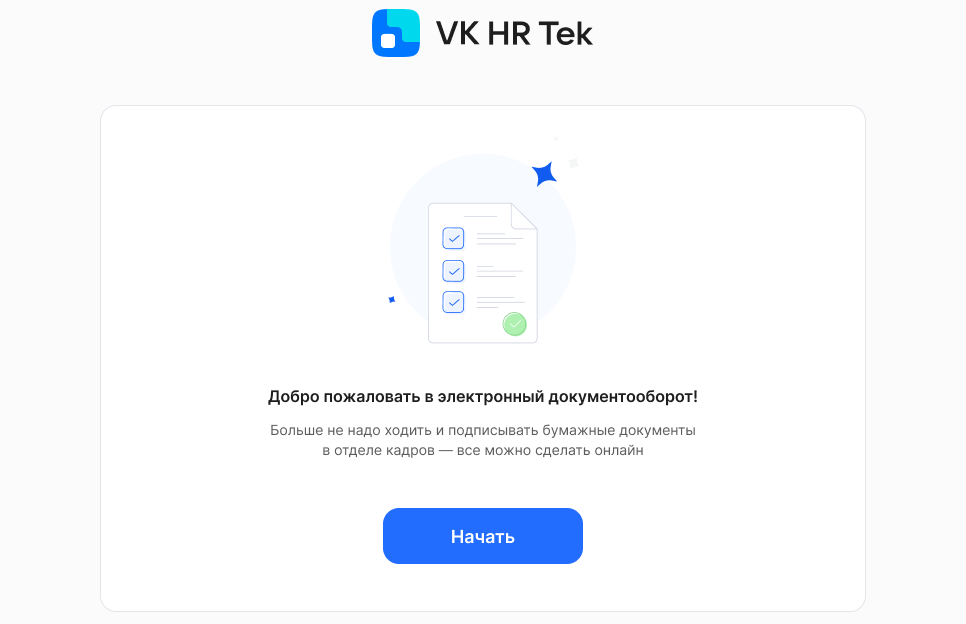 VK HR Tek
Добро пожаловать в электронный документооборот!
Больше не надо ходить и подписывать бумажные документы
в отделе кадров — все можно сделать онлайн
Начать